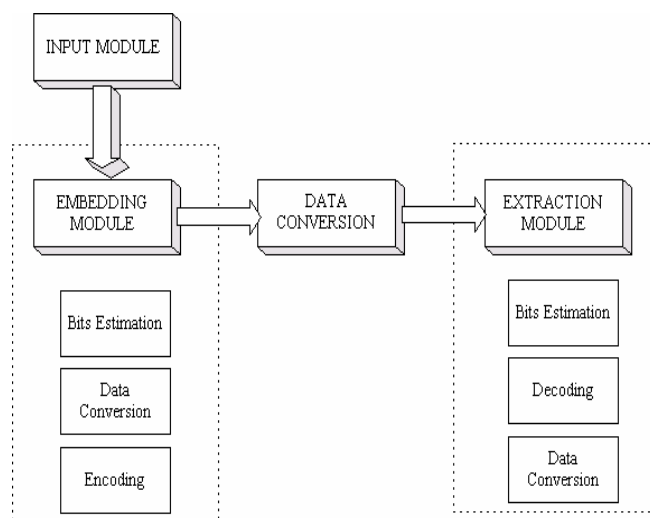 INPUT MODULE
EMBEDDING
MODULE
DATA
CONVERSION
EXTRACTION
MODULE
Bits Estimation
Data
Conversion
Encoding
Bits Estimation
Decoding
Data
Conversion